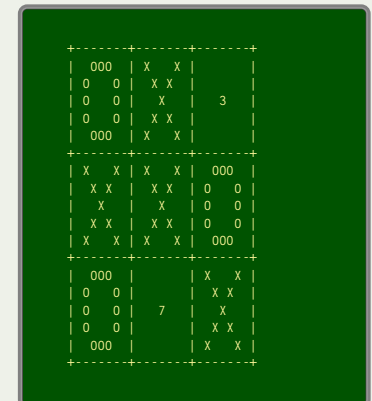 +-------+-------+-------+
|  OOO  | X   X |       |
| O   O |  X X  |       |
| O   O |   X   |   3   |
| O   O |  X X  |       |
|  OOO  | X   X |       |
+-------+-------+-------+
| X   X | X   X |  OOO  |
|  X X  |  X X  | O   O |
|   X   |   X   | O   O |
|  X X  |  X X  | O   O |
| X   X | X   X |  OOO  |
+-------+-------+-------+
|  OOO  |       | X   X |
| O   O |       |  X X  |
| O   O |   7   |   X   |
| O   O |       |  X X  |
|  OOO  |       | X   X |
+-------+-------+-------+